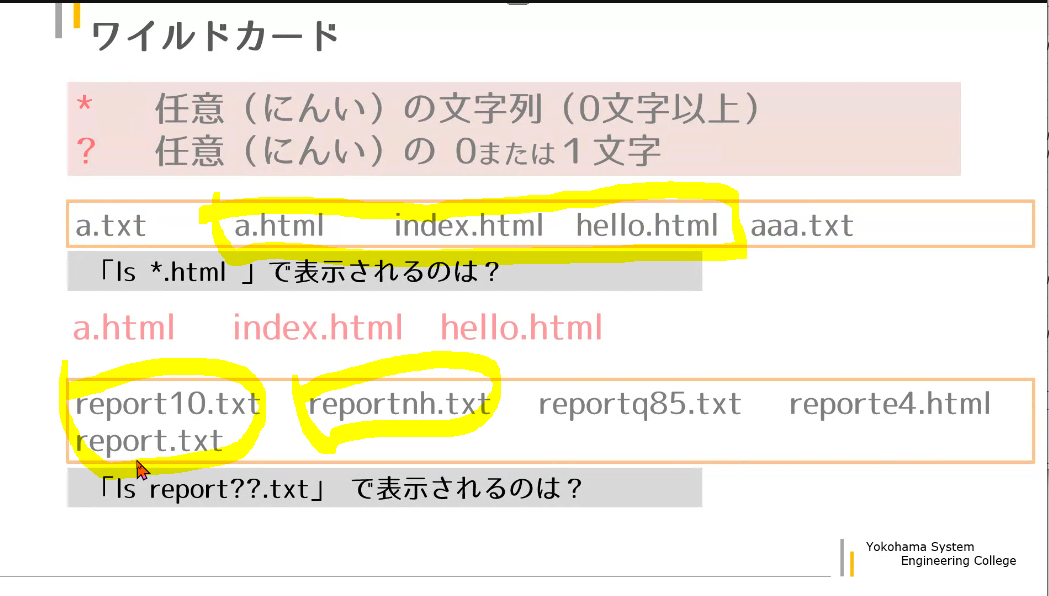 ワイルドカード
* 任意（にんい）の文字列（0文字以上）
? 任意（にんい）の 0または１文字
a.txt a.html index.html hello.html aaa.txt
「ls *.html 」で表示されるのは？
a.html index.html hello.html
report10.txt reportnh.txt reportq85.txt reporte4.html
report.txt
「ls report??.txt」 で表示されるのは？
Yokohama System
Engineering College